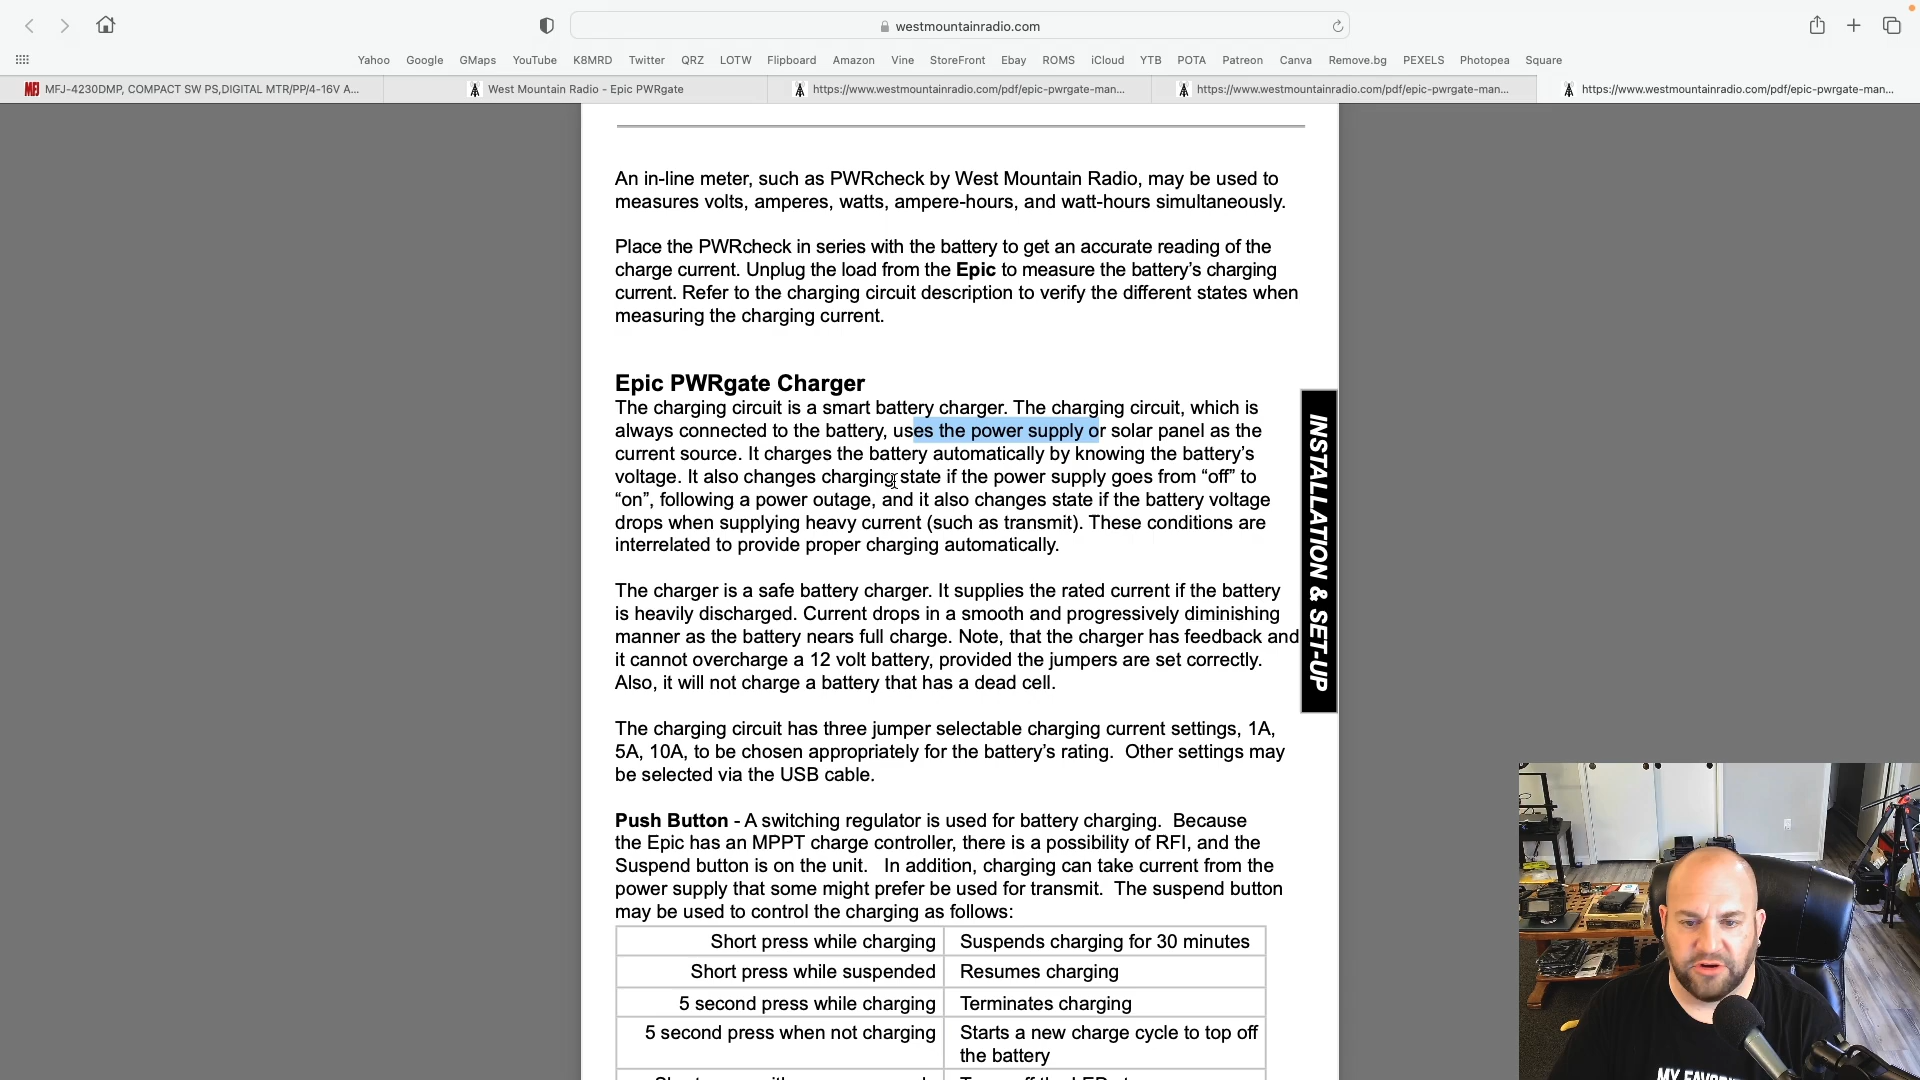 westmountainradio.com
Yahoo Google GMaps YouTube K8MRD Twitter QRZ LOTW Flipboard Amazon Vine StoreFront Ebay ROMS iCloud YTB POTA Patreon Canva Remove.bg PEXELS Photopea Square
MFJ MFJ-4230DMP, COMPACT SW PS,DIGITAL MTR/PP/4-16V A... West Mountain Radio - Epic PWRgate https://www.westmountainradio.com/pdf/epic-pwrgate-man... https://www.westmountainradio.com/pdf/epic-pwrgate-man... https://www.westmountainradio.com/pdf/epic-pwrgate-man...
An in-line meter, such as PWRcheck by West Mountain Radio, may be used to
measures volts, amperes, watts, ampere-hours, and watt-hours simultaneously.
Place the PWRcheck in series with the battery to get an accurate reading of the
charge current. Unplug the load from the Epic to measure the battery's charging
current. Refer to the charging circuit description to verify the different states when
measuring the charging current.
Epic PWRgate Charger
The charging circuit is a smart battery charger. The charging circuit, which is
always connected to the battery, uses the power supply or solar panel as the
current source. It charges the battery automatically by knowing the battery's
voltage. It also changes charging state if the power supply goes from “off” to
“on”, following a power outage, and it also changes state if the battery voltage
drops when supplying heavy current (such as transmit). These conditions are
interrelated to provide proper charging automatically.
The charger is a safe battery charger. It supplies the rated current if the battery
is heavily discharged. Current drops in a smooth and progressively diminishing
manner as the battery nears full charge. Note, that the charger has feedback and
it cannot overcharge a 12 volt battery, provided the jumpers are set correctly.
Also, it will not charge a battery that has a dead cell.
The charging circuit has three jumper selectable charging current settings, 1A,
5A, 10A, to be chosen appropriately for the battery's rating. Other settings may
be selected via the USB cable.
Push Button - A switching regulator is used for battery charging. Because
the Epic has an MPPT charge controller, there is a possibility of RFI, and the
Suspend button is on the unit. In addition, charging can take current from the
power supply that some might prefer be used for transmit. The suspend button
may be used to control the charging as follows:
Short press while charging Suspends charging for 30 minutes
Short press while suspended Resumes charging
5 second press while charging Terminates charging
5 second press when not charging Starts a new charge cycle to top off
the battery
INSTALLATION & SET-UP
MY